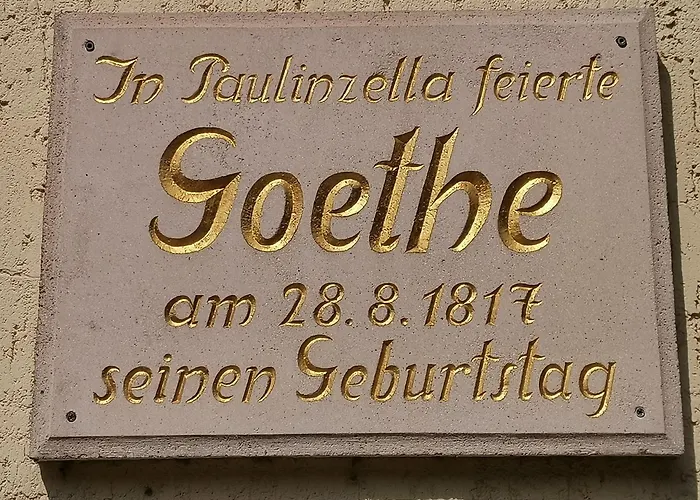 In Paulinzella feierte
Goethe
am 28.8.1817
seinen Geburtstag